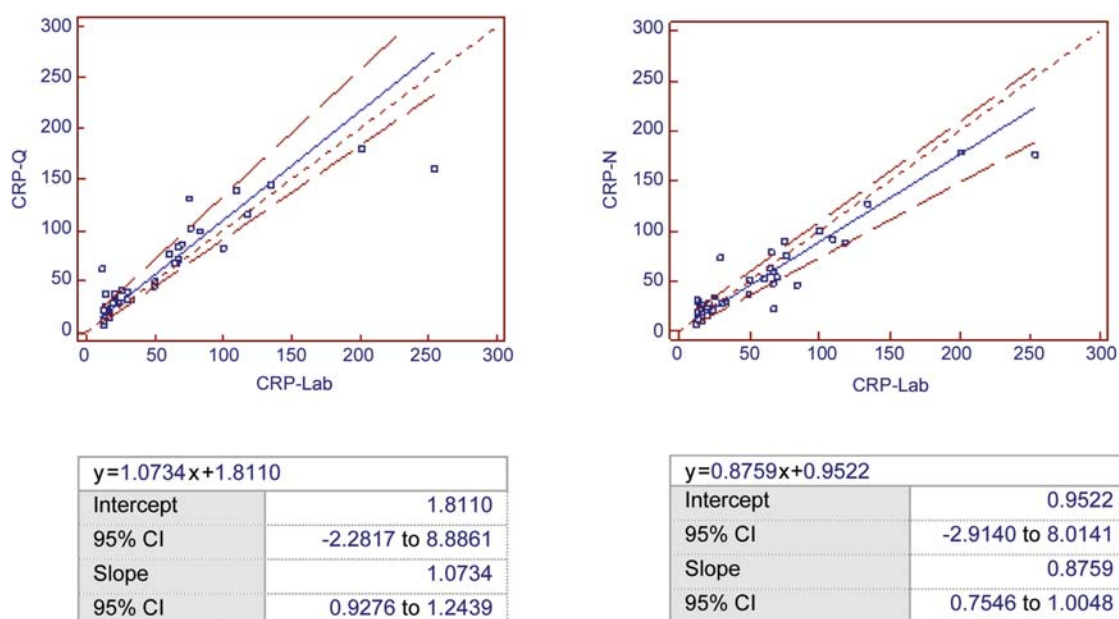 300
250
200
150
100
50
0
CRP-Q
0 50 100 150 200 250 300
CRP-Lab
300
250
200
150
100
50
0
CRP-N
0 50 100 150 200 250 300
CRP-Lab
y=1.0734x+1.8110
Intercept 1.8110
95% CI -2.2817 to 8.8861
Slope 1.0734
95% CI 0.9276 to 1.2439
y=0.8759x+0.9522
Intercept 0.9522
95% CI -2.9140 to 8.0141
Slope 0.8759
95% CI 0.7546 to 1.0048